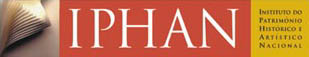 IPHAN
INSTITUTO DO
PATRIMÔNIO
HISTÓRICO E
ARTÍSTICO
NACIONAL